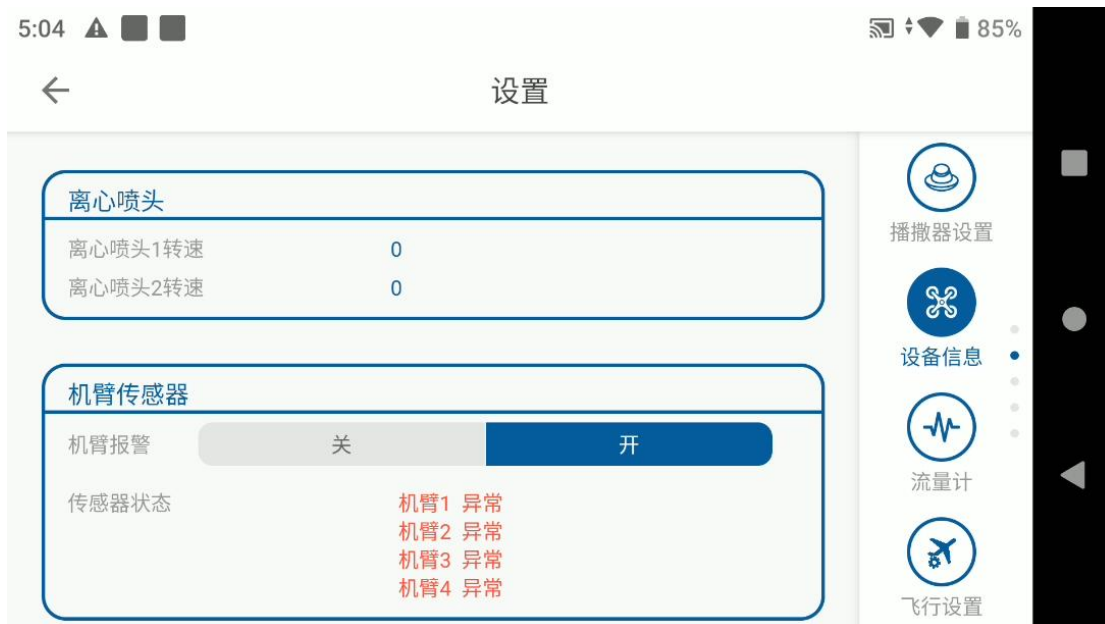 5:04
85%
设置
离心喷头
离心喷头1转速 0
离心喷头2转速 0
机臂传感器
机臂报警 关 开
传感器状态 机臂1 异常
机臂2 异常
机臂3 异常
机臂4 异常
播撒器设置
设备信息
流量计
飞行设置